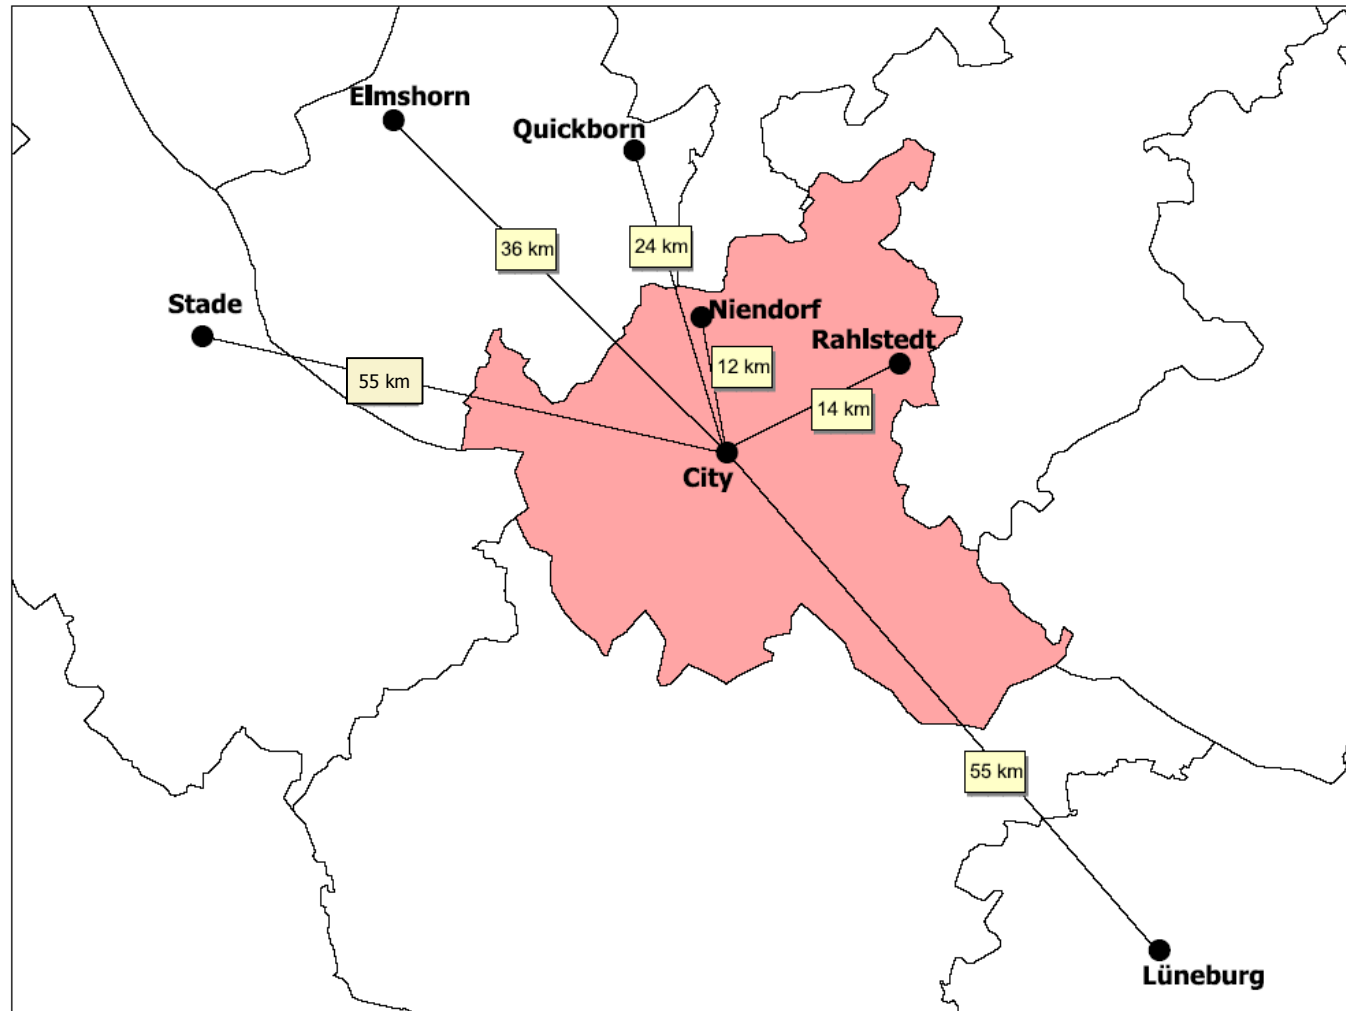 Elmshorn
Quickborn
36 km
24 km
Stade
Niendorf
Rahlstedt
12 km
55 km
14 km
City
55 km
Lüneburg